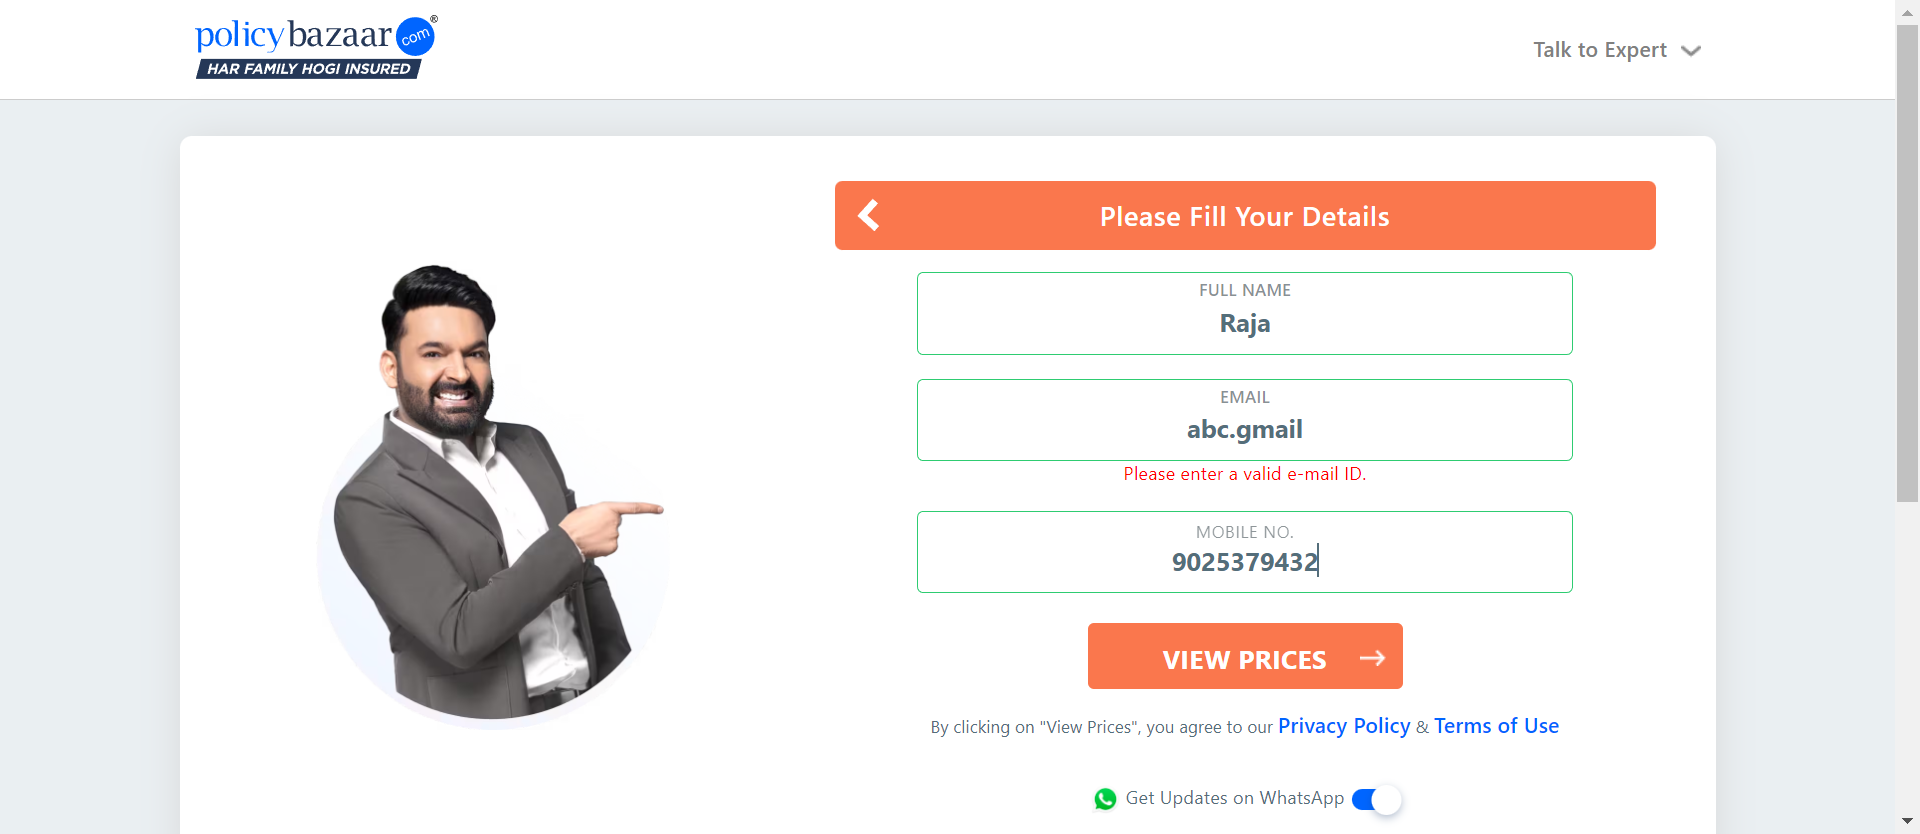 policybazaar.com®
HAR FAMILY HOGI INSURED
Talk to Expert
Please Fill Your Details
FULL NAME
Raja
EMAIL
abc.gmail
Please enter a valid e-mail ID.
MOBILE NO.
9025379432
VIEW PRICES
By clicking on "View Prices", you agree to our Privacy Policy & Terms of Use
Get Updates on WhatsApp